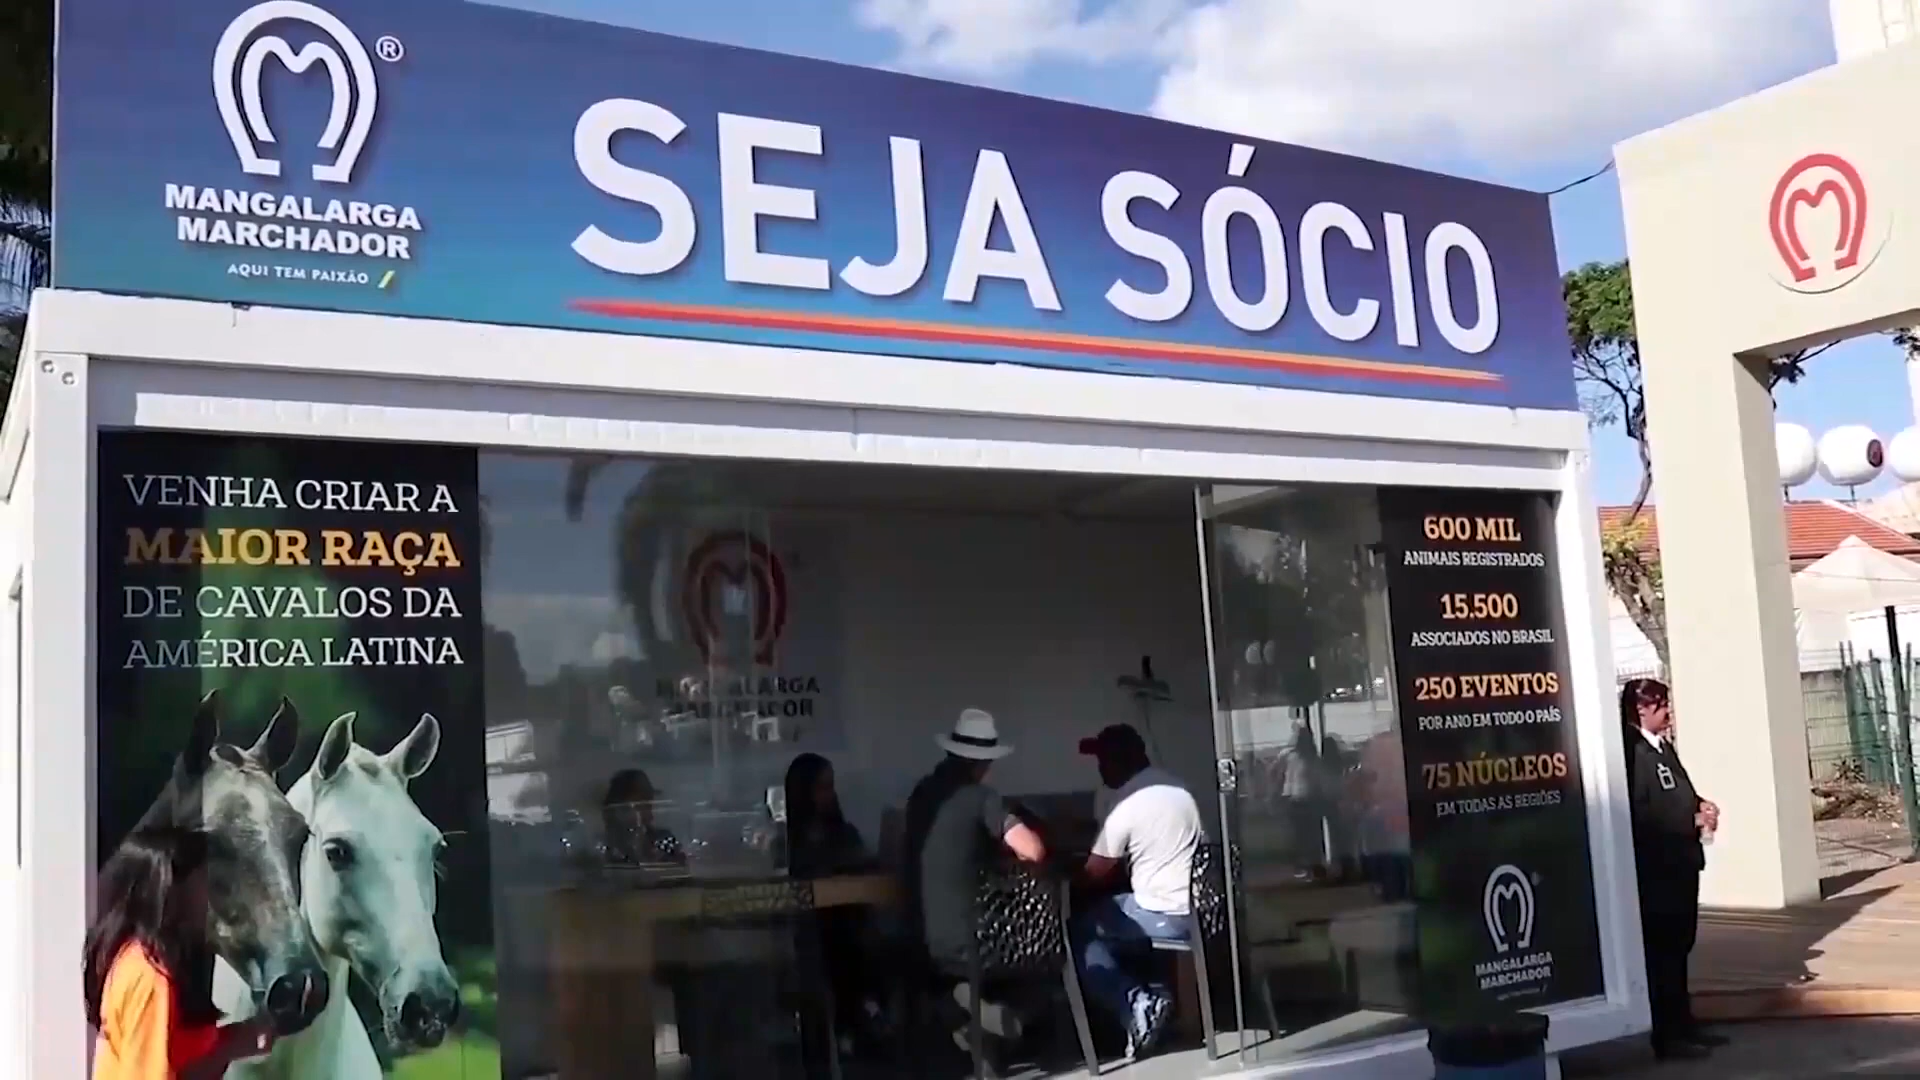 ®
MANGALARGA
MARCHADOR
AQUI TEM PAIXÃO
SEJA SÓCIO
VENHA CRIAR A
MAIOR RAÇA
DE CAVALOS DA
AMÉRICA LATINA
MANGALARGA
MARCHADOR
600 MIL
ANIMAIS REGISTRADOS
15.500
ASSOCIADOS NO BRASIL
250 EVENTOS
POR ANO EM TODO O PAÍS
75 NÚCLEOS
EM TODAS AS REGIÕES
MANGALARGA
MARCHADOR